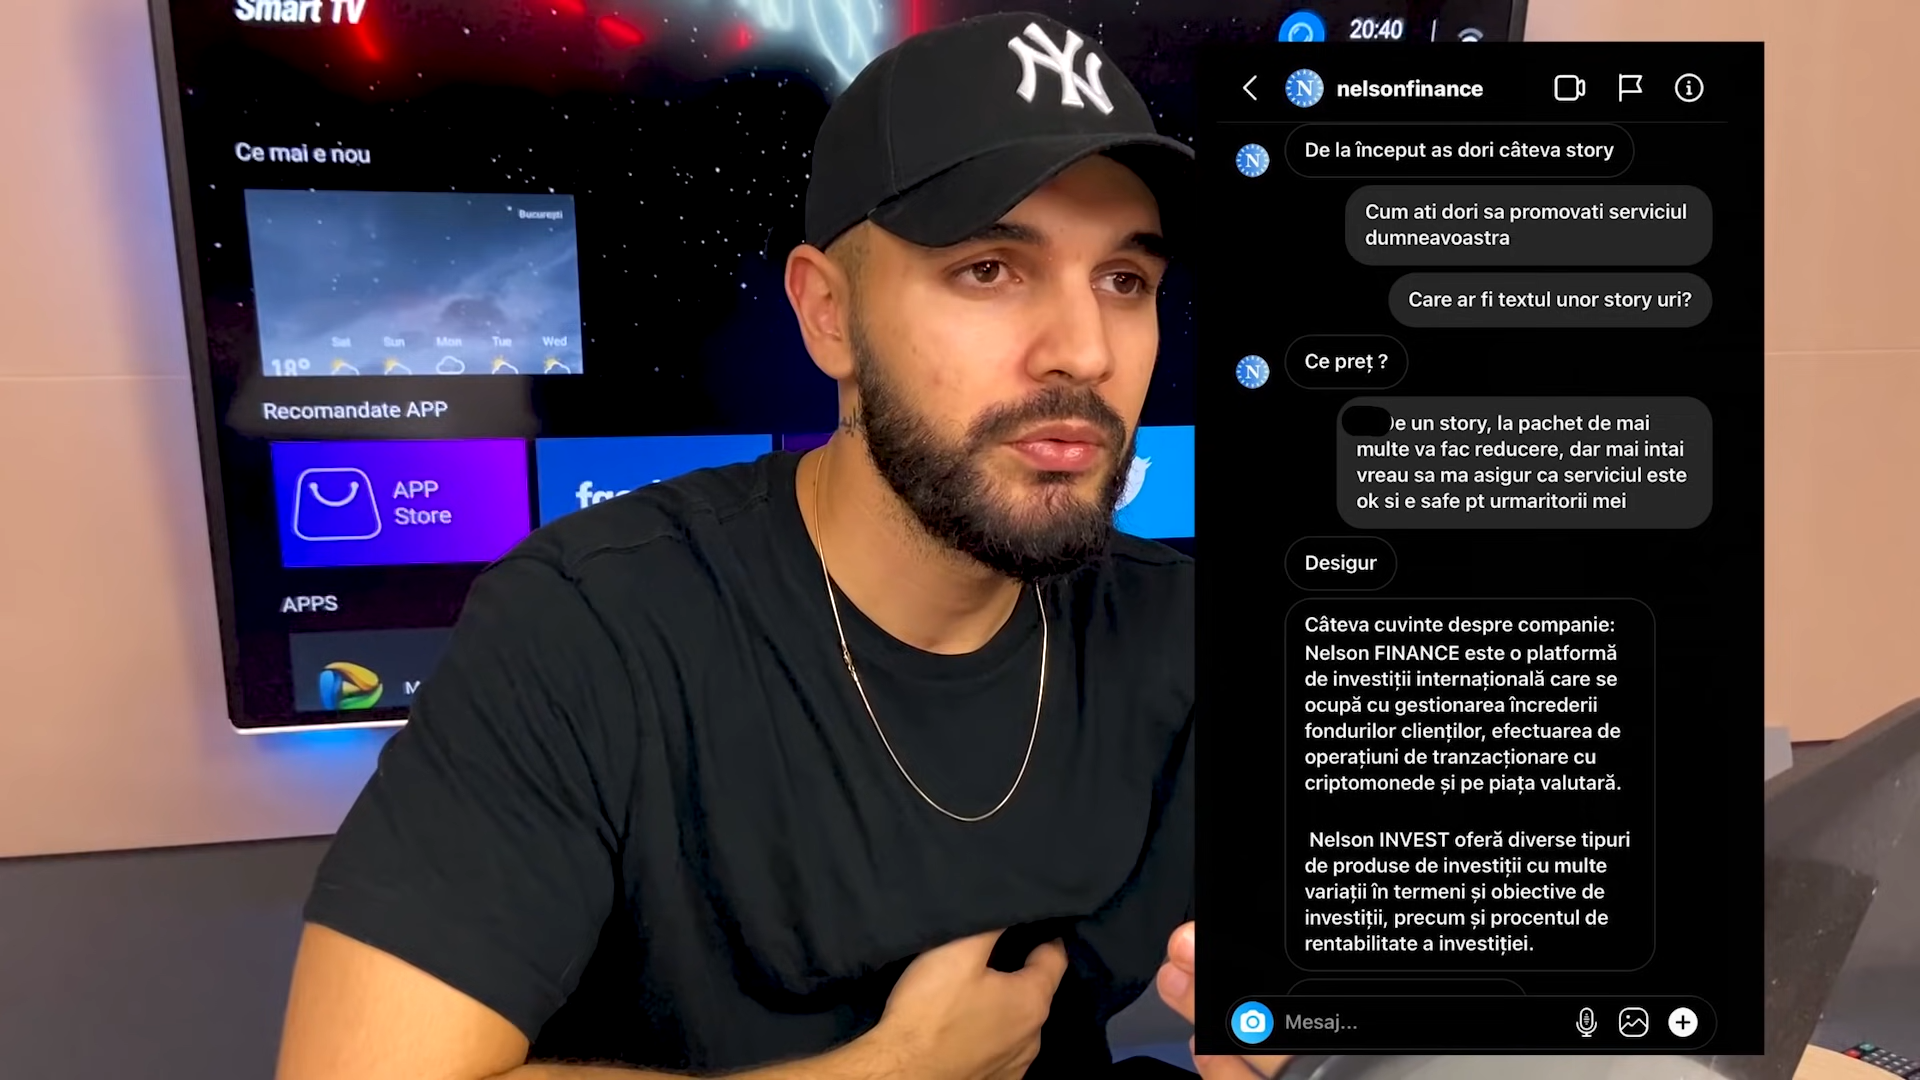 Smart TV
20:40
Ce mai e nou
București
Sat Sun Mon Tue Wed
18°
Recomandate APP
APP
Store
APPS
NY
nelsonfinance
N
De la început as dori câteva story
Cum ati dori sa promovati serviciul
dumneavoastra
Care ar fi textul unor story uri?
Ce preț ?
de un story, la pachet de mai
multe va fac reducere, dar mai intai
vreau sa ma asigur ca serviciul este
ok si e safe pt urmaritorii mei
Desigur
Câteva cuvinte despre companie:
Nelson FINANCE este o platformă
de investiții internațională care se
ocupă cu gestionarea încrederii
fondurilor clienților, efectuarea de
operațiuni de tranzacționare cu
criptomonede și pe piața valutară.
Nelson INVEST oferă diverse tipuri
de produse de investiții cu multe
variații în termeni și obiective de
investiții, precum și procentul de
rentabilitate a investiției.
Mesaj...